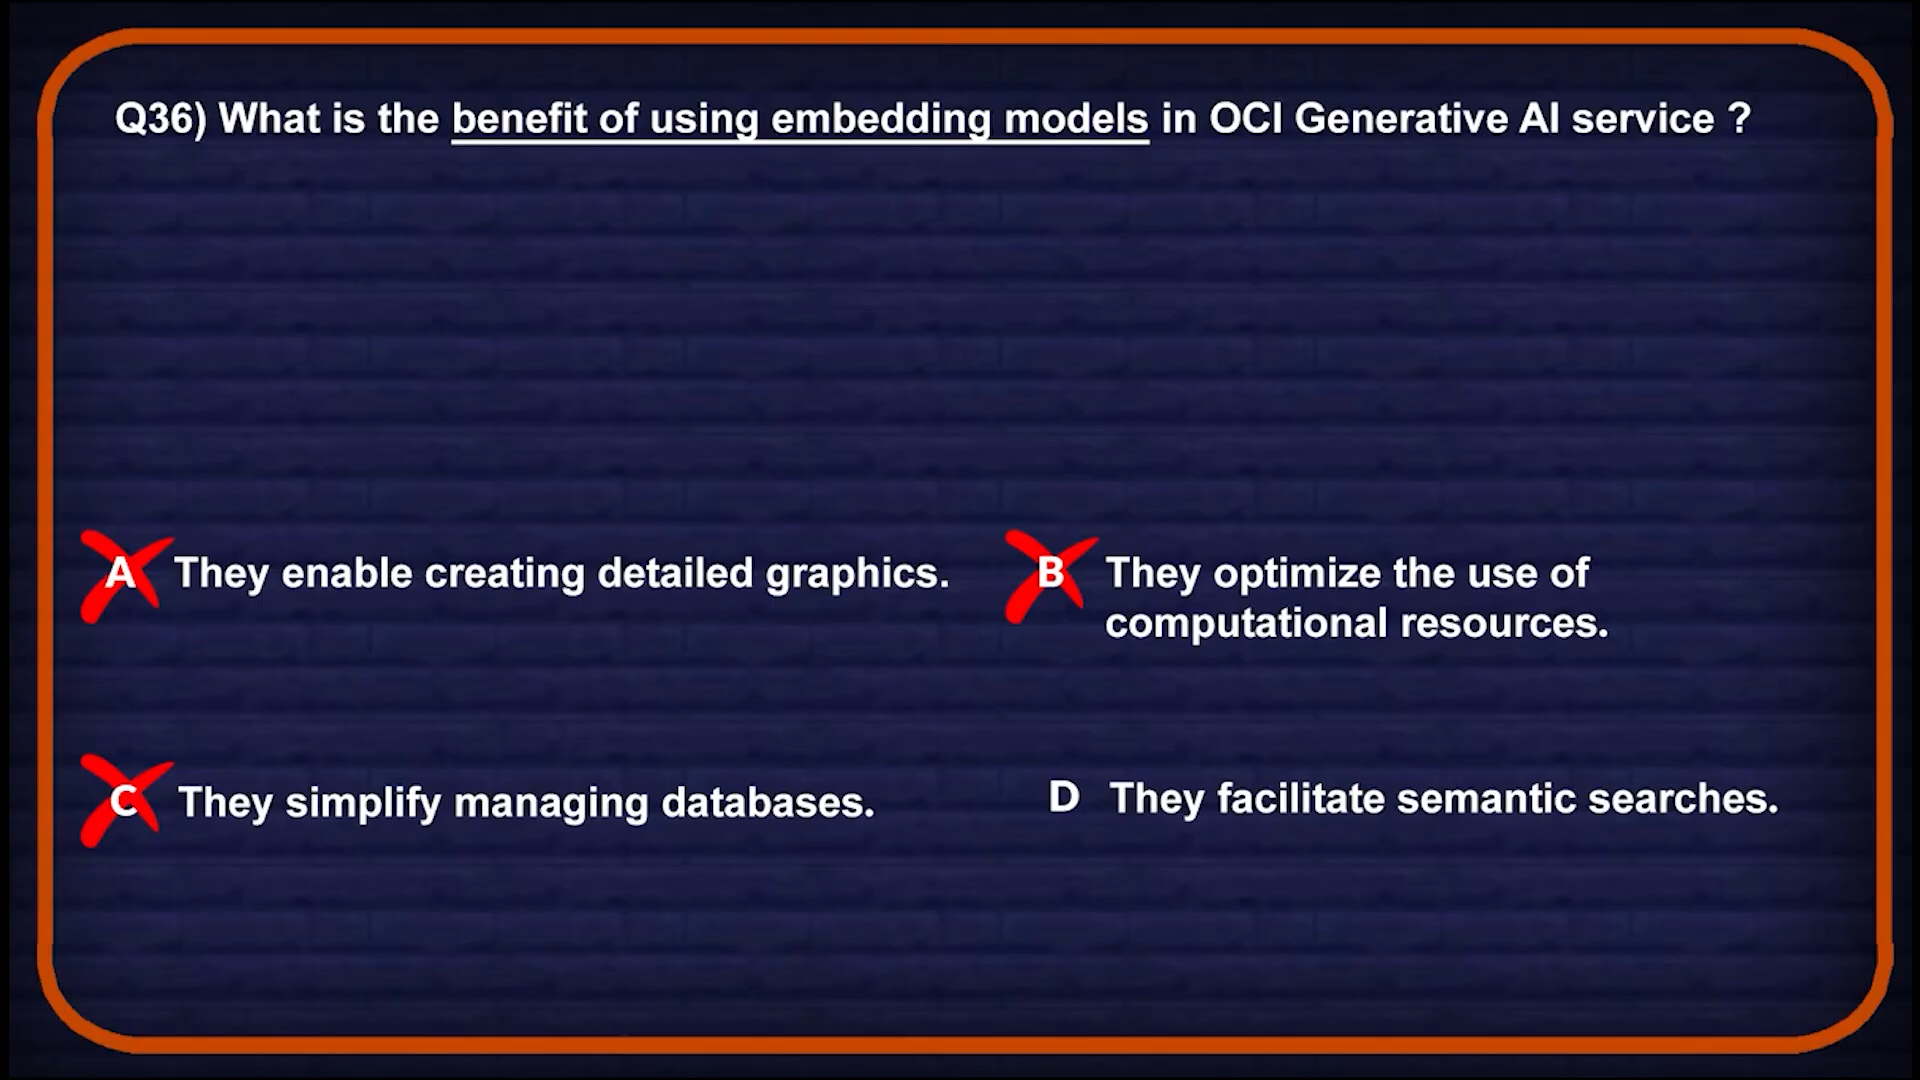 Q36) What is the benefit of using embedding models in OCI Generative AI service ?
A They enable creating detailed graphics.
B They optimize the use of
computational resources.
C They simplify managing databases.
D They facilitate semantic searches.